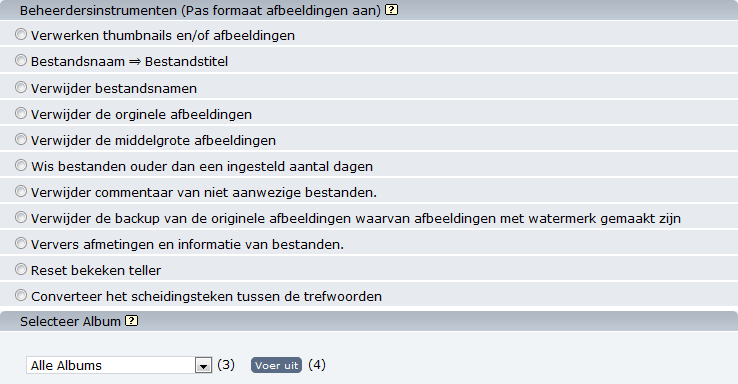 Beheerdersinstrumenten (Pas formaat afbeeldingen aan) ?
Verwerken thumbnails en/of afbeeldingen
Bestandsnaam ⇒ Bestandstitel
Verwijder bestandsnamen
Verwijder de orginele afbeeldingen
Verwijder de middelgrote afbeeldingen
Wis bestanden ouder dan een ingesteld aantal dagen
Verwijder commentaar van niet aanwezige bestanden.
Verwijder de backup van de originele afbeeldingen waarvan afbeeldingen met watermerk gemaakt zijn
Ververs afmetingen en informatie van bestanden.
Reset bekeken teller
Converteer het scheidingsteken tussen de trefwoorden
Selecteer Album ?
Alle Albums (3) Voer uit (4)